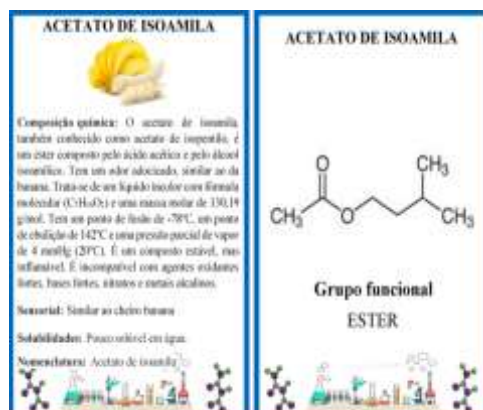 ACETATO DE ISOAMILA
Composição química: O acetato de isoamila,
também conhecido como acetato de isopentilo, é
um ester composto pelo ácido acético e pelo álcool
isoamílico. Tem um odor adocicado, similar ao da
banana. Trata-se de um líquido incolor com fórmula
molecular (C₇H₁₄O₂) e uma massa molar de 130,19
g/mol. Tem um ponto de fusão de -78ºC, um ponto
de ebulição de 142ºC e uma pressão parcial de vapor
de 4 mmHg (20ºC). É um composto estável, mas
inflamável. É incompatível com agentes oxidantes
fortes, bases fortes, nitratos e metais alcalinos.
Sensorial: Similar ao cheiro banana
Solubilidades: Pouco solúvel em água.
Nomenclatura: Acetato de isoamila
ACETATO DE ISOAMILA
O
CH₃
CH₃
O
CH₃
Grupo funcional
ESTER